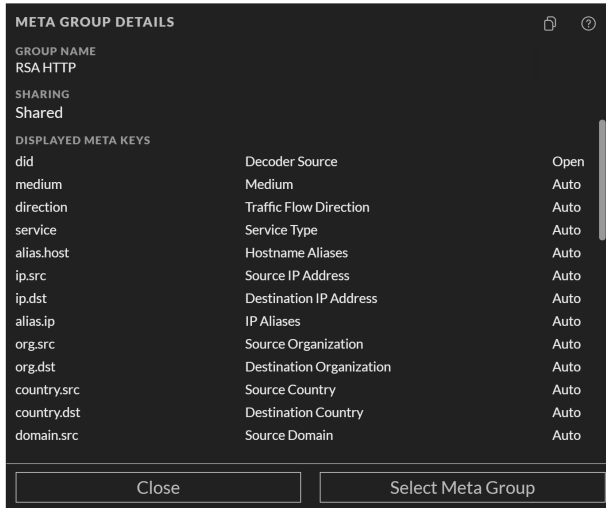 META GROUP DETAILS
GROUP NAME
RSA HTTP
SHARING
Shared
DISPLAYED META KEYS
did Decoder Source Open
medium Medium Auto
direction Traffic Flow Direction Auto
service Service Type Auto
alias.host Hostname Aliases Auto
ip.src Source IP Address Auto
ip.dst Destination IP Address Auto
alias.ip IP Aliases Auto
org.src Source Organization Auto
org.dst Destination Organization Auto
country.src Source Country Auto
country.dst Destination Country Auto
domain.src Source Domain Auto
Close Select Meta Group